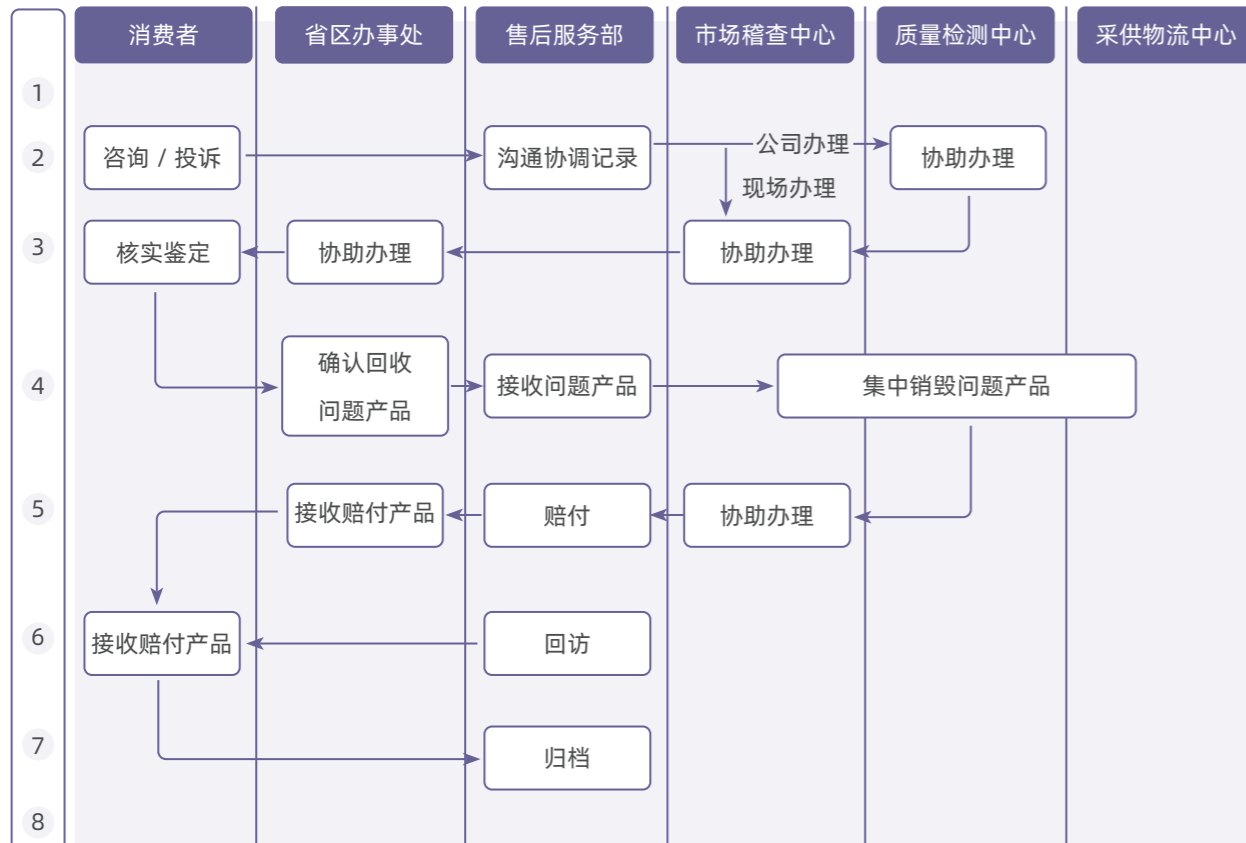 消费者
省区办事处
售后服务部
市场稽查中心
质量检测中心
采供物流中心
1
2
咨询 / 投诉
沟通协调记录
公司办理
现场办理
协助办理
3
核实鉴定
协助办理
协助办理
4
确认回收
问题产品
接收问题产品
集中销毁问题产品
5
接收赔付产品
赔付
协助办理
6
接收赔付产品
回访
7
归档
8